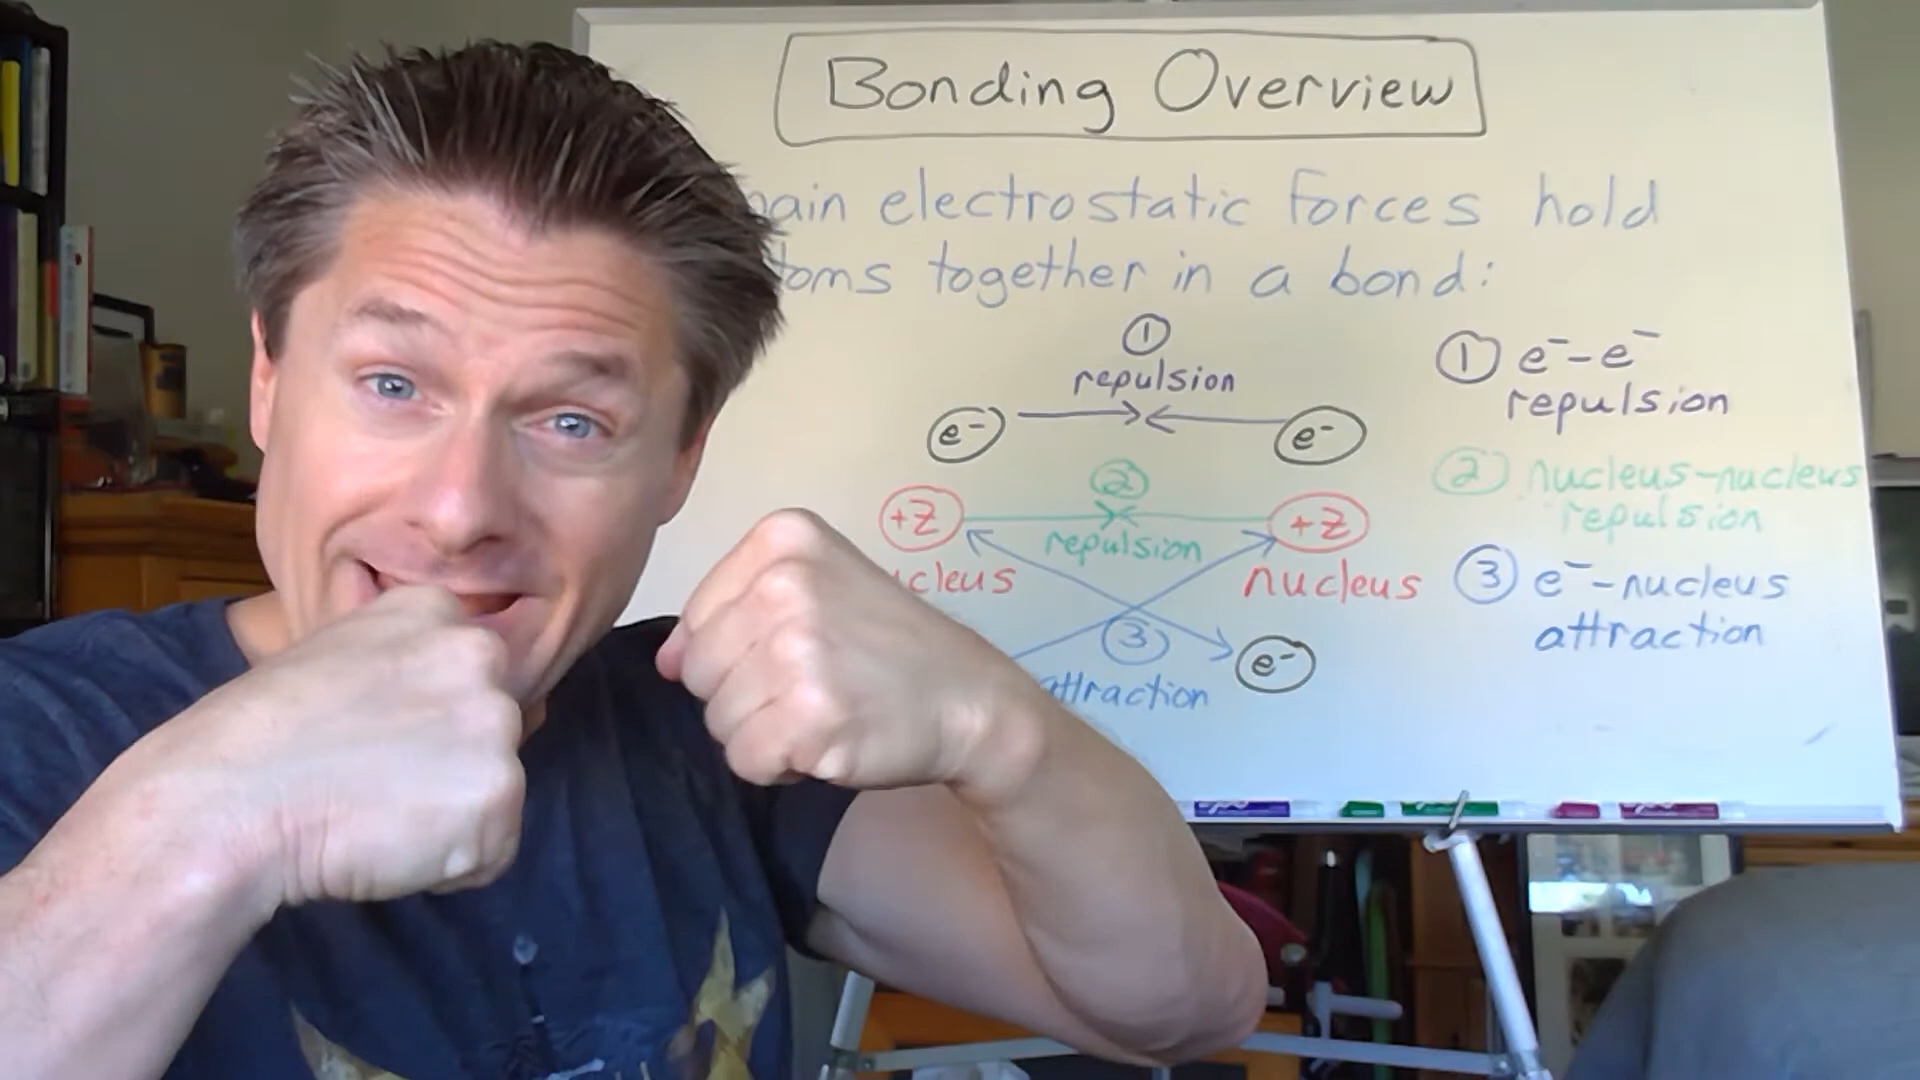 Bonding Overview
electrostatic forces hold
together in a bond:
①
repulsion
e⁻ e⁻
②
+Z +Z
repulsion
nucleus
③
e⁻
attraction
① e⁻-e⁻
repulsion
② nucleus-nucleus
repulsion
③ e⁻-nucleus
attraction